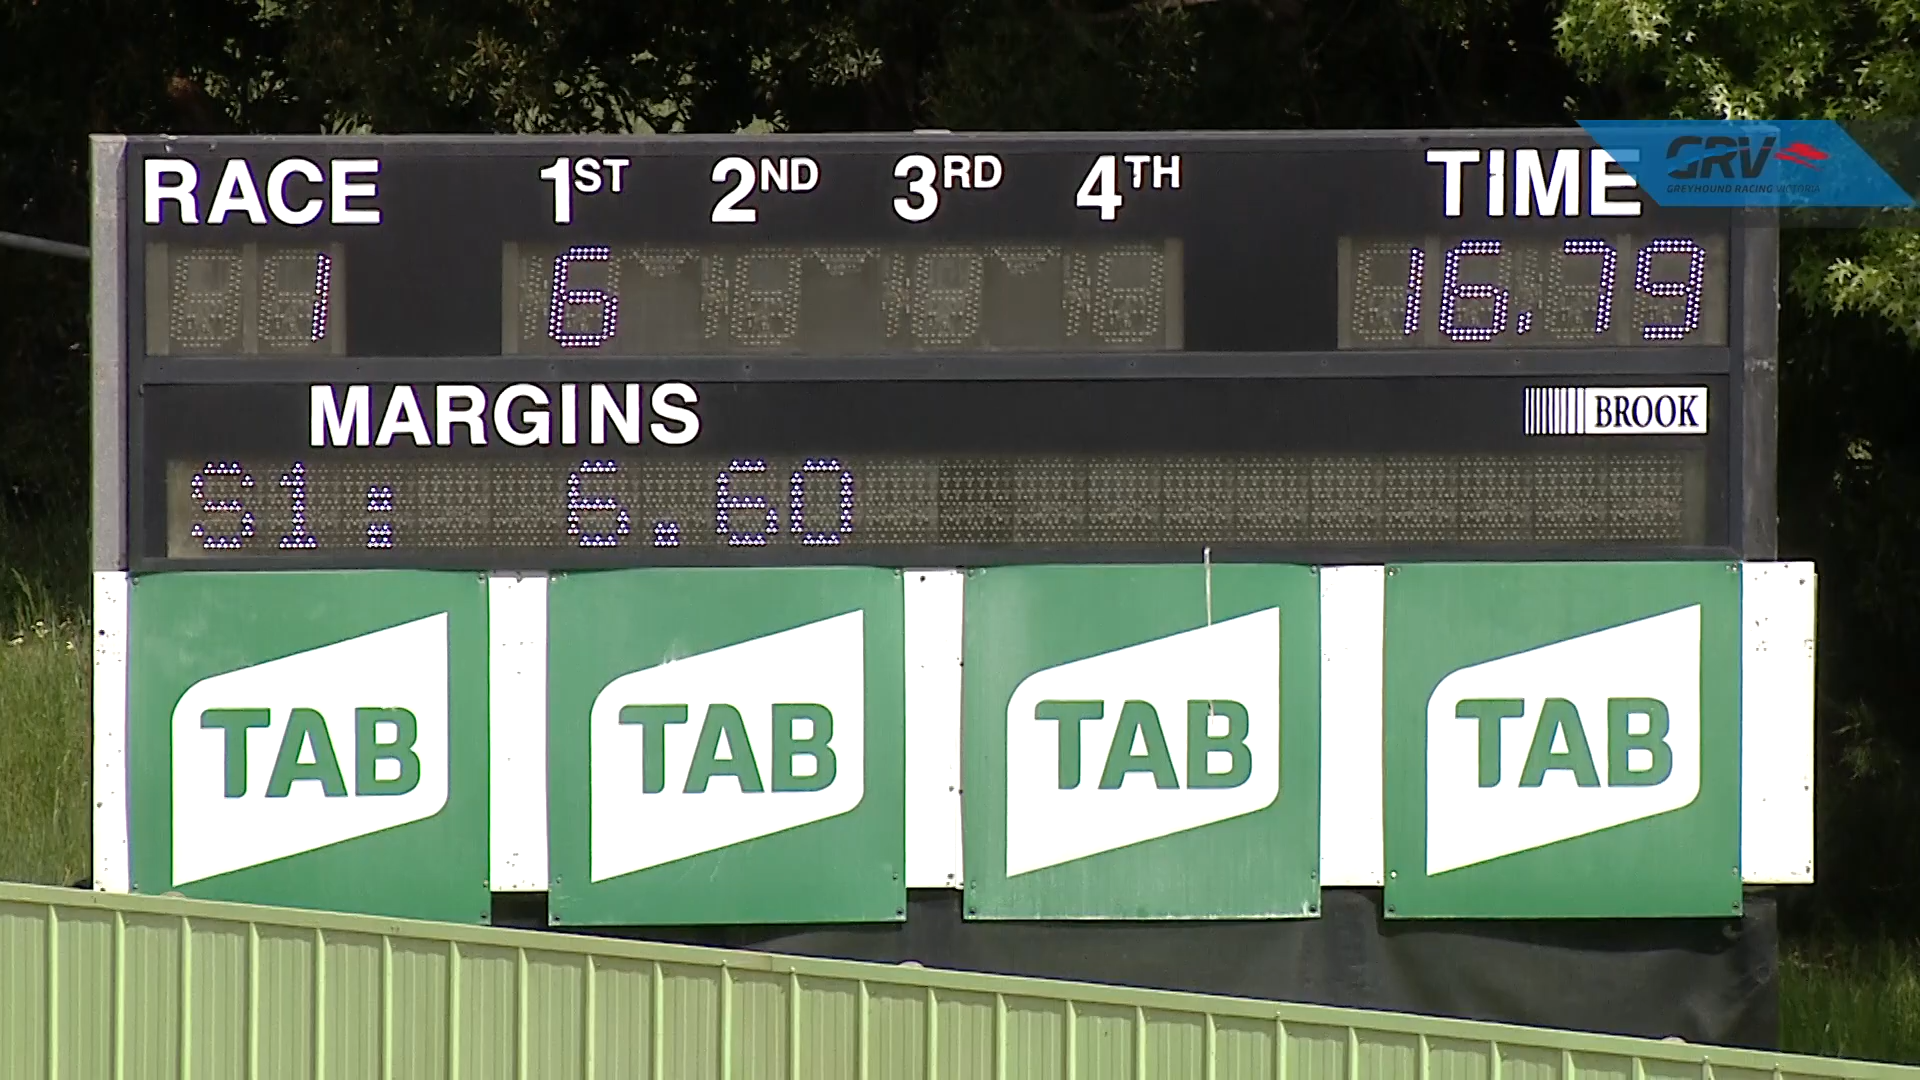 RACE 1ST 2ND 3RD 4TH TIME
GRV
GREYHOUND RACING VICTORIA
1 6 16.79
MARGINS
BROOK
S1: 6.60
TAB TAB TAB TAB